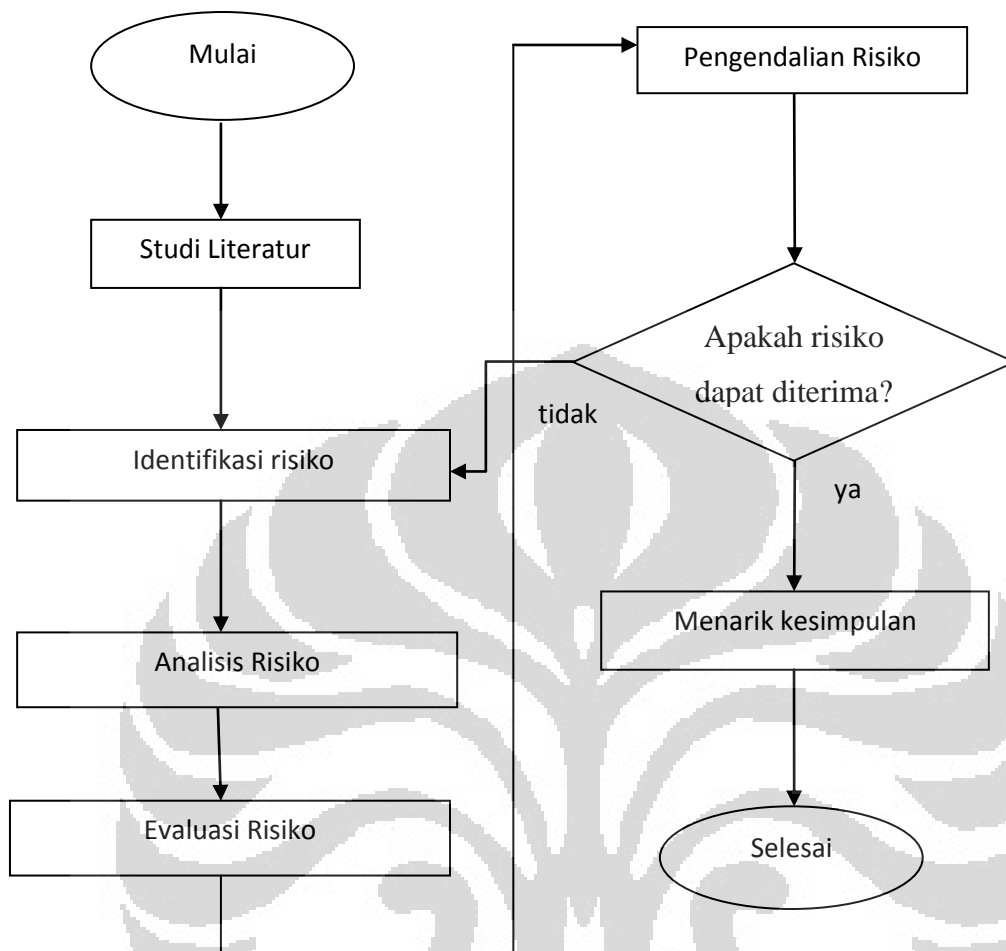 Mulai
Studi Literatur
Identifikasi risiko
Analisis Risiko
Evaluasi Risiko
Pengendalian Risiko
Apakah risiko
dapat diterima?
tidak
ya
Menarik kesimpulan
Selesai